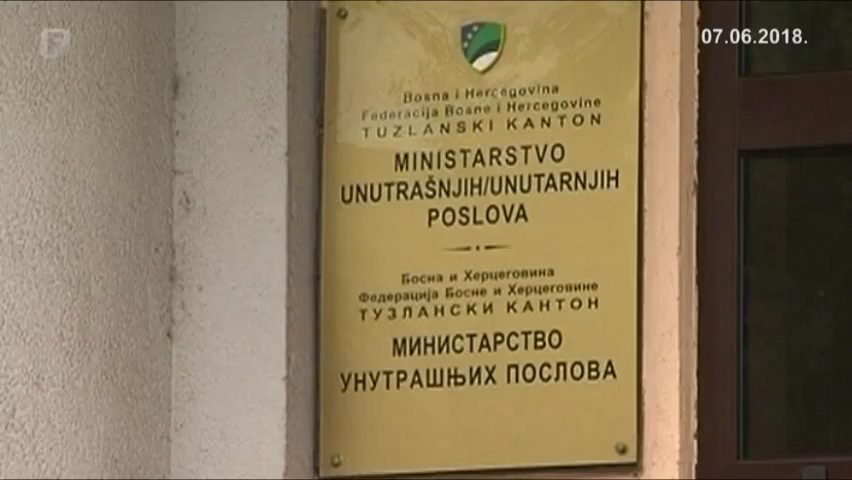 07.06.2018.
Bosna i Hercegovina
Federacija Bosne i Hercegovine
TUZLANSKI KANTON
MINISTARSTVO
UNUTRAŠNJIH/UNUTARNJIH
POSLOVA
Босна и Херцеговина
Федерација Босне и Херцеговине
ТУЗЛАНСКИ КАНТОН
МИНИСТАРСТВО
УНУТРАШЊИХ ПОСЛОВА